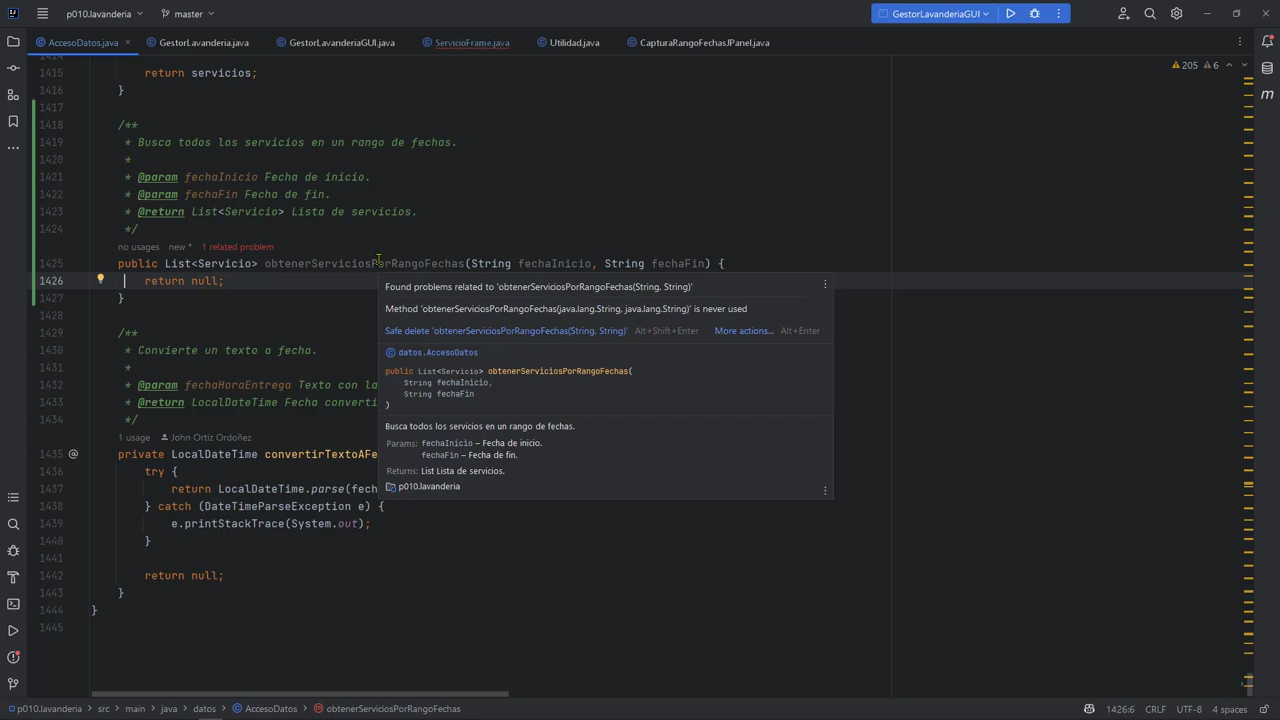 p010.lavanderia master GestorLavanderiaGUI
AccesoDatos.java GestorLavanderia.java GestorLavanderiaGUI.java ServicioFrame.java Utilidad.java CapturaRangoFechasJPanel.java
205 6
1415 return servicios;
1416 }
1417
1418 /**
1419 * Busca todos los servicios en un rango de fechas.
1420 *
1421 * @param fechaInicio Fecha de inicio.
1422 * @param fechaFin Fecha de fin.
1423 * @return List<Servicio> Lista de servicios.
1424 */
no usages new * 1 related problem
1425 public List<Servicio> obtenerServiciosPorRangoFechas(String fechaInicio, String fechaFin) {
1426 return null;
1427 }
Found problems related to 'obtenerServiciosPorRangoFechas(String, String)'
Method 'obtenerServiciosPorRangoFechas(java.lang.String, java.lang.String)' is never used
Safe delete 'obtenerServiciosPorRangoFechas(String, String)' Alt+Shift+Enter More actions... Alt+Enter
datos.AccesoDatos
public List<Servicio> obtenerServiciosPorRangoFechas(
String fechaInicio,
String fechaFin
)
Busca todos los servicios en un rango de fechas.
Params: fechaInicio – Fecha de inicio.
fechaFin – Fecha de fin.
Returns: List Lista de servicios.
p010.lavanderia
1429 /**
1430 * Convierte un texto a fecha.
1431 *
1432 * @param fechaHoraEntrega Texto con la
1433 * @return LocalDateTime Fecha converti
1434 */
1 usage John Ortiz Ordoñez
1435 private LocalDateTime convertirTextoAFe
1436 try {
1437 return LocalDateTime.parse(fech
1438 } catch (DateTimeParseException e) {
1439 e.printStackTrace(System.out);
1440 }
1441
1442 return null;
1443 }
1444 }
1445
p010.lavanderia > src > main > java > datos > AccesoDatos > obtenerServiciosPorRangoFechas 1426:6 CRLF UTF-8 4 spaces